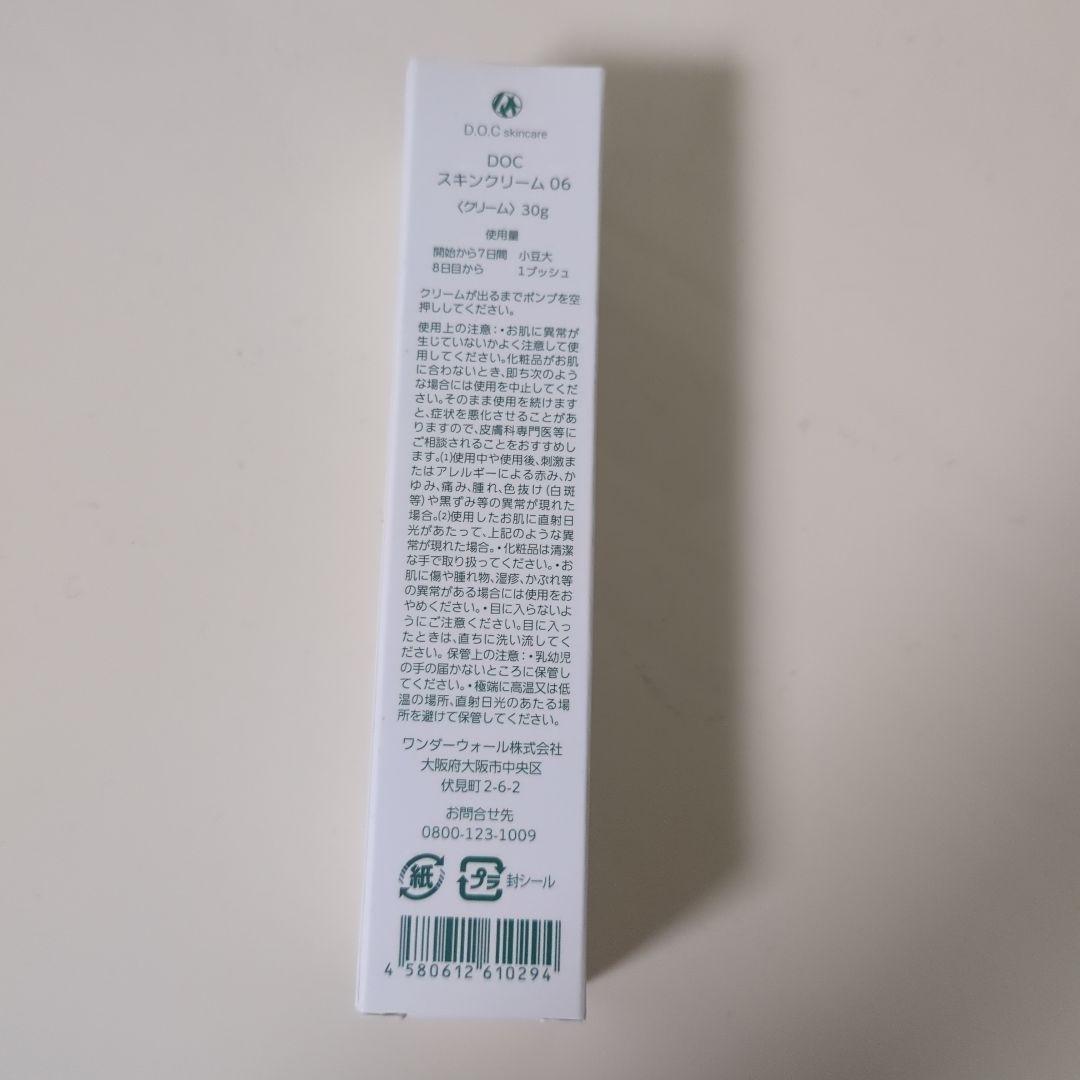 D.O.C skincare
DOC
スキンクリーム 06
〈クリーム〉 30g
使用量
開始から7日間 小豆大
8日目から 1プッシュ
クリームが出るまでポンプを空
押ししてください。
使用上の注意：・お肌に異常が
生じていないかよく注意して使
用してください。化粧品がお肌
に合わないとき、即ち次のよう
な場合には使用を中止してくだ
さい。そのまま使用を続けます
と、症状を悪化させることがあ
りますので、皮膚科専門医等に
ご相談されることをおすすめし
ます。(1)使用中や使用後、刺激ま
たはアレルギーによる赤み、か
ゆみ、痛み、腫れ、色抜け(白斑
等)や黒ずみ等の異常が現れた
場合。(2)使用したお肌に直射日
光があたって、上記のような異
常が現れた場合。・化粧品は清潔
な手で取り扱ってください。・お
肌に傷や腫れ物、湿疹、かぶれ等
の異常がある場合には使用をお
やめください。・目に入らないよ
うにご注意ください。目に入っ
たときは、直ちに洗い流してく
ださい。保管上の注意：・乳幼児
の手の届かないところに保管し
てください。・極端に高温又は低
温の場所、直射日光のあたる場
所を避けて保管してください。
ワンダーウォール株式会社
大阪府大阪市中央区
伏見町 2-6-2
お問合せ先
0800-123-1009
紙 プラ 封シール
4 580612 610294